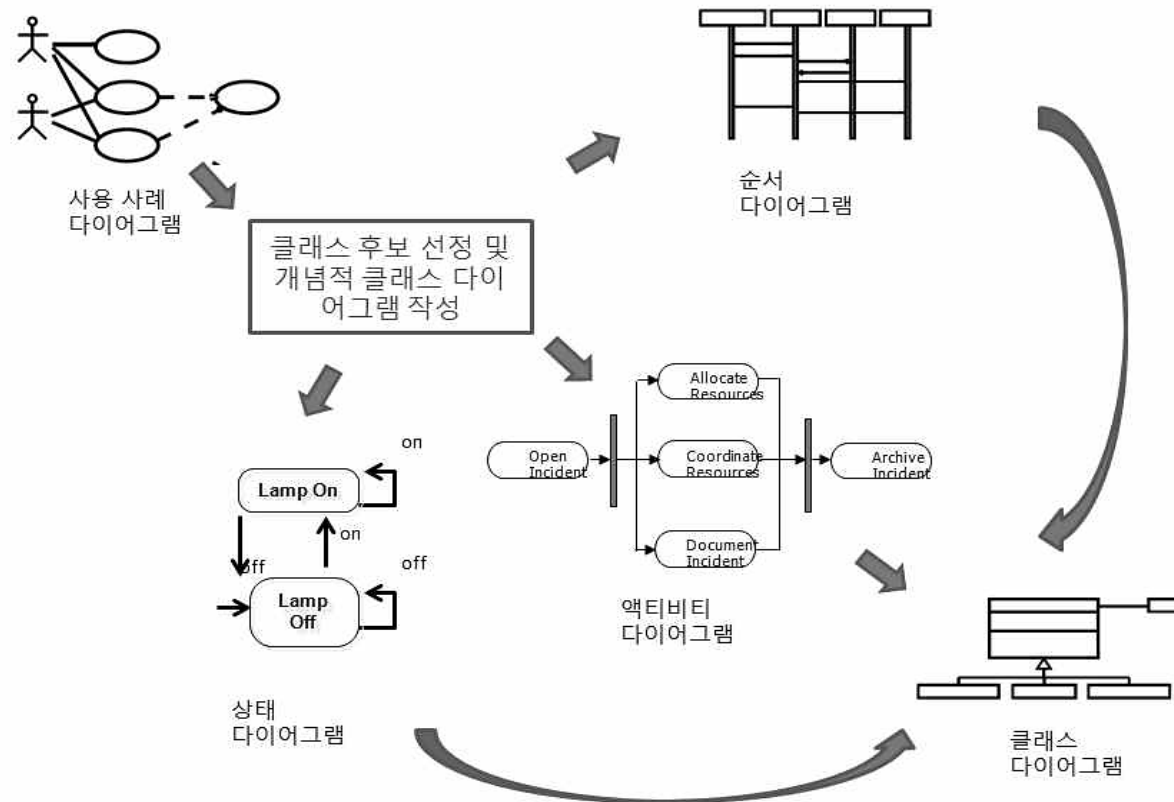 사용 사례
다이어그램
순서
다이어그램
클래스 후보 선정 및
개념적 클래스 다이
어그램 작성
Allocate
Resources
Open
Incident
Coordinate
Resources
Archive
Incident
Document
Incident
액티비티
다이어그램
on
Lamp On
on
off
off
Lamp
Off
상태
다이어그램
클래스
다이어그램